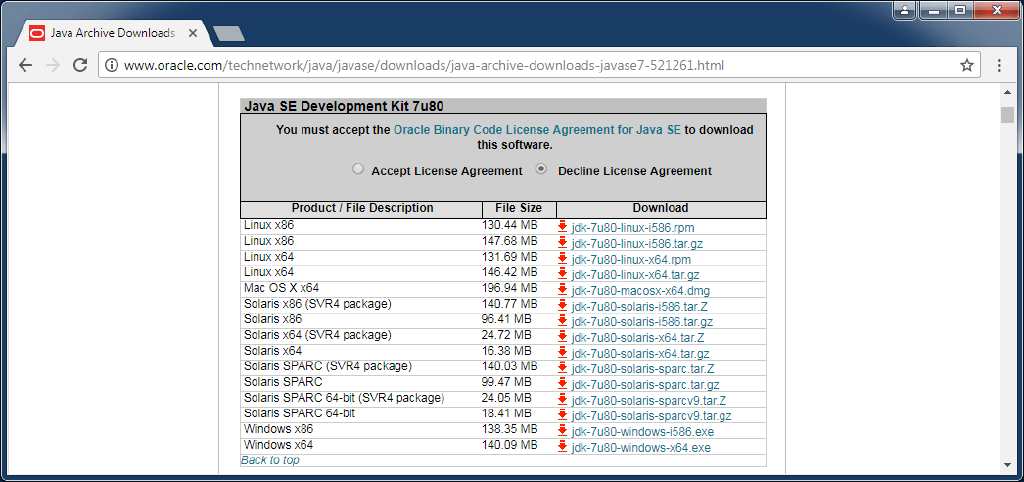 Java Archive Downloads
www.oracle.com/technetwork/java/javase/downloads/java-archive-downloads-javase7-521261.html
Java SE Development Kit 7u80
You must accept the Oracle Binary Code License Agreement for Java SE to download
this software.
Accept License Agreement Decline License Agreement
Product / File Description File Size Download
Linux x86 130.44 MB jdk-7u80-linux-i586.rpm
Linux x86 147.68 MB jdk-7u80-linux-i586.tar.gz
Linux x64 131.69 MB jdk-7u80-linux-x64.rpm
Linux x64 146.42 MB jdk-7u80-linux-x64.tar.gz
Mac OS X x64 196.94 MB jdk-7u80-macosx-x64.dmg
Solaris x86 (SVR4 package) 140.77 MB jdk-7u80-solaris-i586.tar.Z
Solaris x86 96.41 MB jdk-7u80-solaris-i586.tar.gz
Solaris x64 (SVR4 package) 24.72 MB jdk-7u80-solaris-x64.tar.Z
Solaris x64 16.38 MB jdk-7u80-solaris-x64.tar.gz
Solaris SPARC (SVR4 package) 140.03 MB jdk-7u80-solaris-sparc.tar.Z
Solaris SPARC 99.47 MB jdk-7u80-solaris-sparc.tar.gz
Solaris SPARC 64-bit (SVR4 package) 24.05 MB jdk-7u80-solaris-sparcv9.tar.Z
Solaris SPARC 64-bit 18.41 MB jdk-7u80-solaris-sparcv9.tar.gz
Windows x86 138.35 MB jdk-7u80-windows-i586.exe
Windows x64 140.09 MB jdk-7u80-windows-x64.exe
Back to top